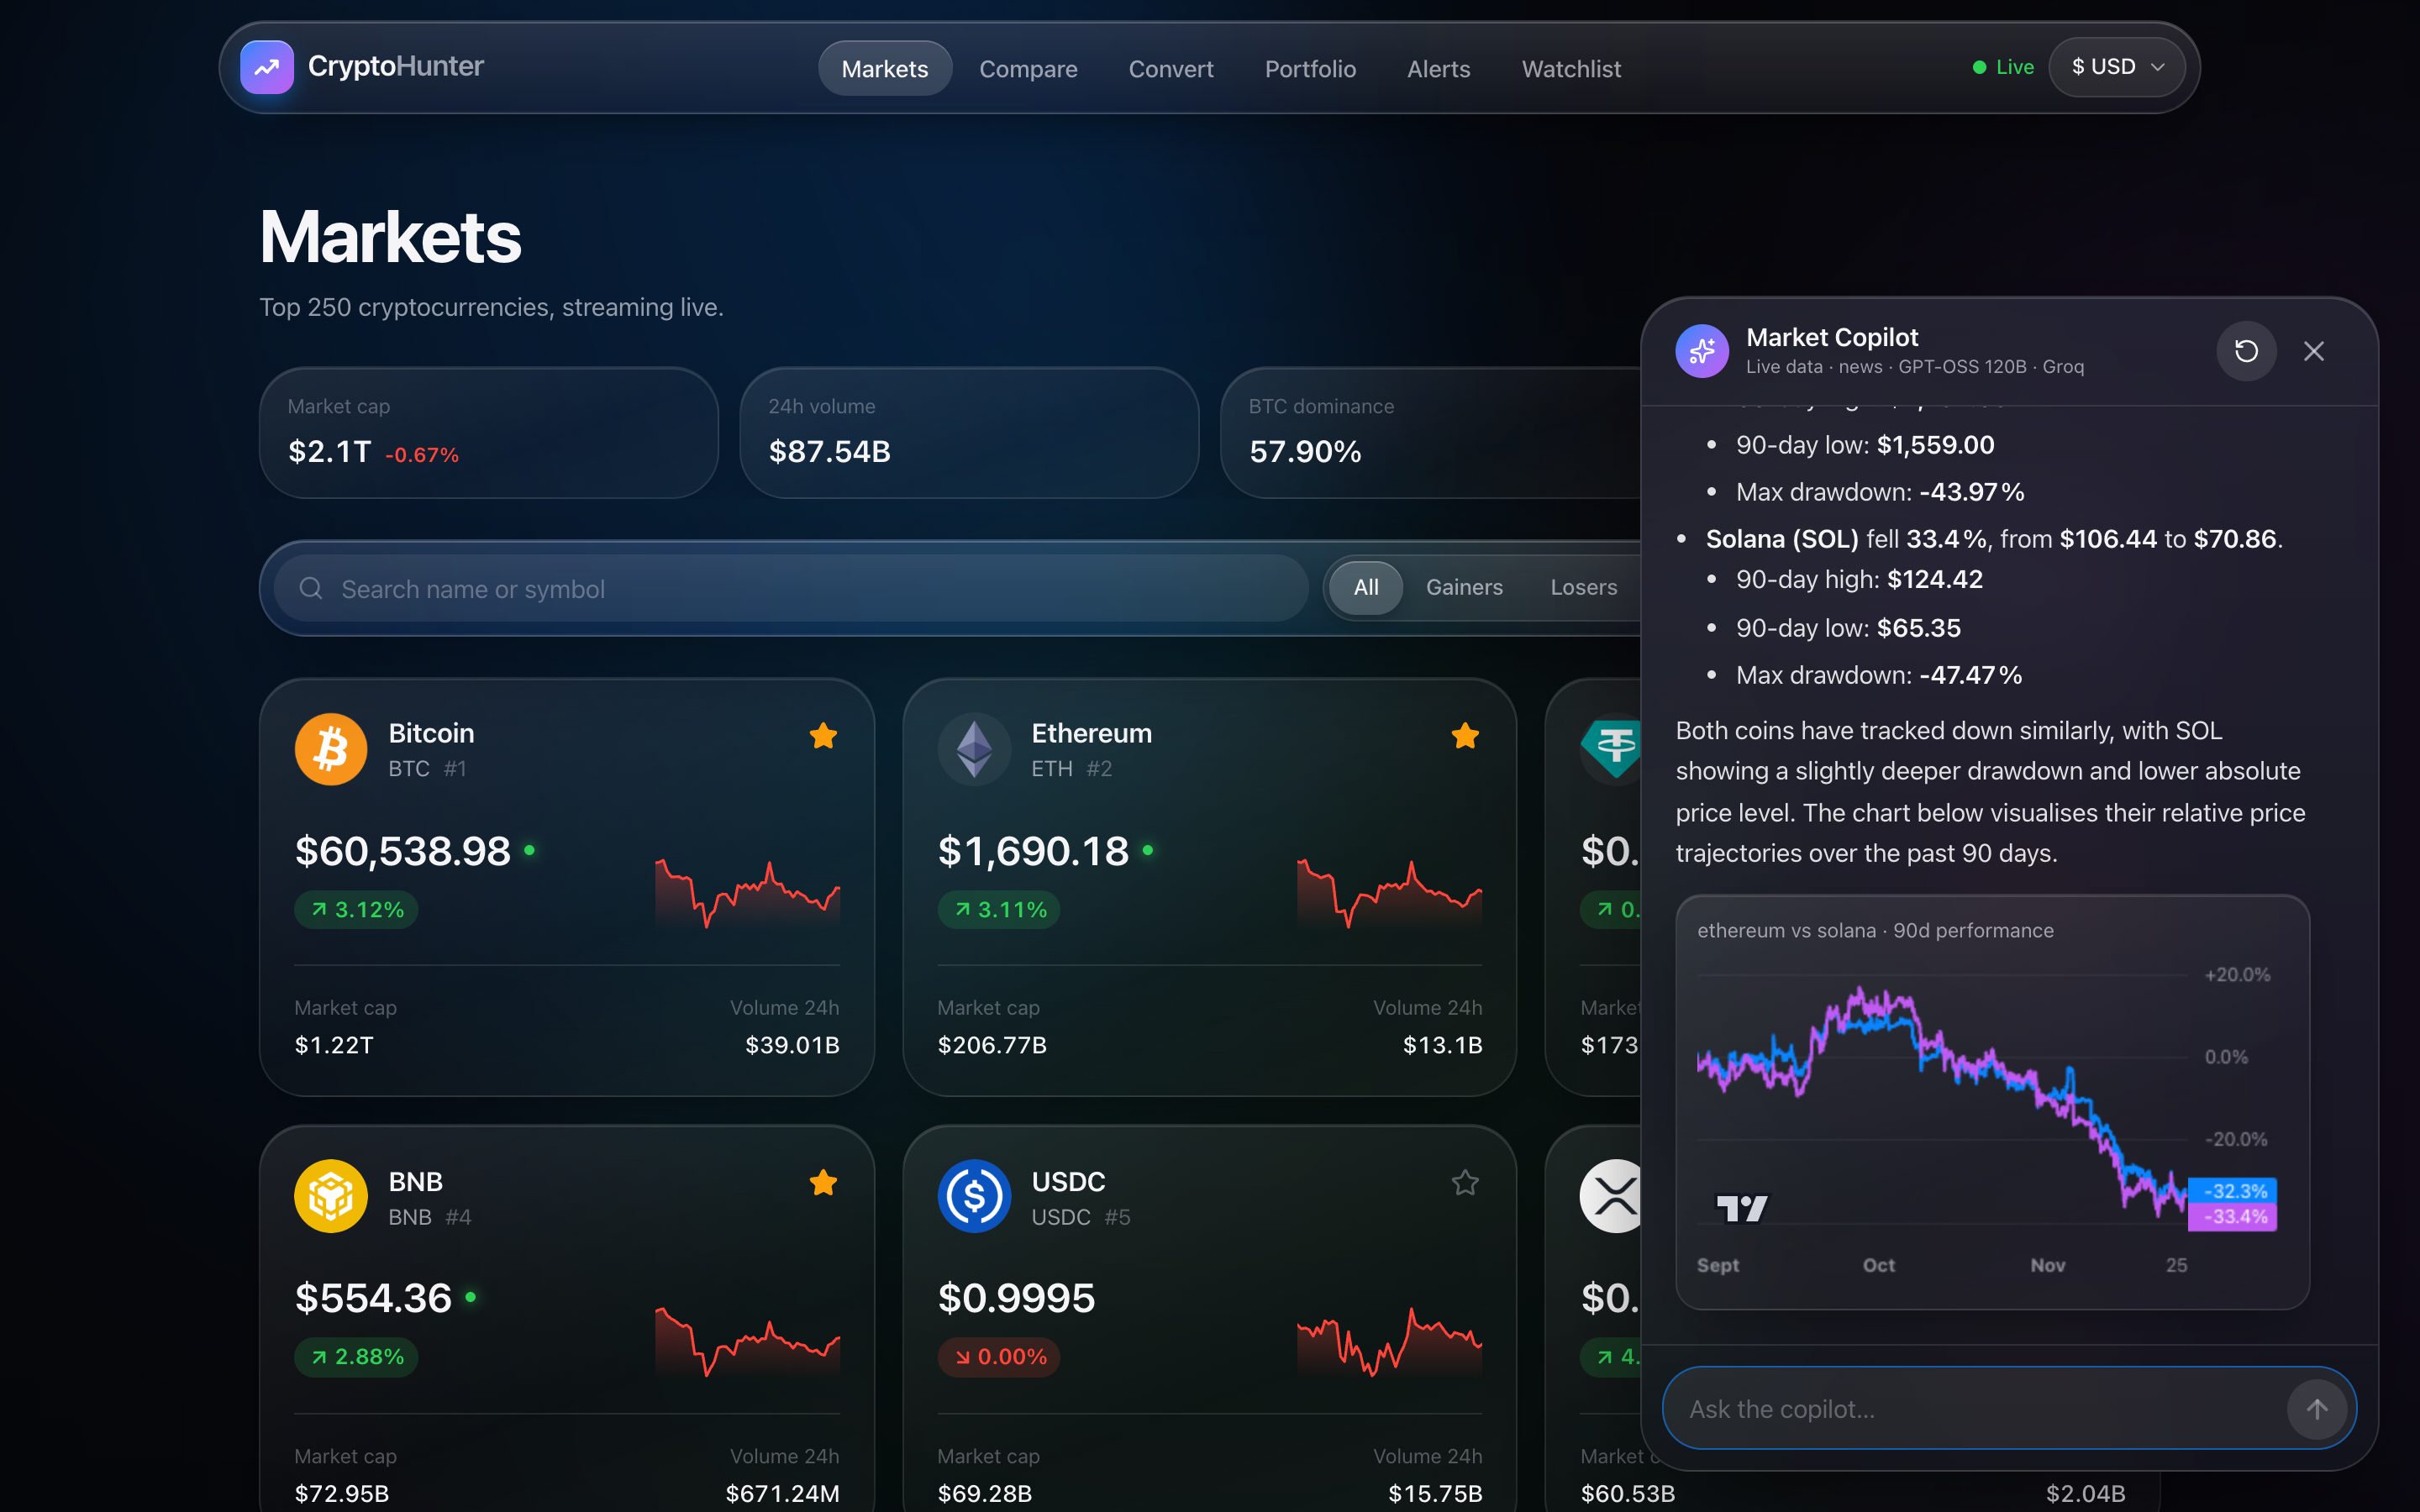 CryptoHunter
Markets
Compare
Convert
Portfolio
Alerts
Watchlist
Live
$ USD
Markets
Top 250 cryptocurrencies, streaming live.
Market cap
$2.1T -0.67%
24h volume
$87.54B
BTC dominance
57.90%
Search name or symbol
All
Gainers
Losers
Bitcoin
BTC #1
$60,538.98
3.12%
Market cap
Volume 24h
$1.22T
$39.01B
Ethereum
ETH #2
$1,690.18
3.11%
Market cap
Volume 24h
$206.77B
$13.1B
$0.
0.
Market
$173
BNB
BNB #4
$554.36
2.88%
Market cap
Volume 24h
$72.95B
$671.24M
USDC
USDC #5
$0.9995
0.00%
Market cap
Volume 24h
$69.28B
$15.75B
$0.
4.
Market c
$60.53B
$2.04B
Market Copilot
Live data · news · GPT-OSS 120B · Groq
• 90-day low: $1,559.00
• Max drawdown: -43.97%
• Solana (SOL) fell 33.4%, from $106.44 to $70.86.
• 90-day high: $124.42
• 90-day low: $65.35
• Max drawdown: -47.47%
Both coins have tracked down similarly, with SOL
showing a slightly deeper drawdown and lower absolute
price level. The chart below visualises their relative price
trajectories over the past 90 days.
ethereum vs solana · 90d performance
+20.0%
0.0%
-20.0%
-32.3%
-33.4%
Sept
Oct
Nov
25
Ask the copilot...